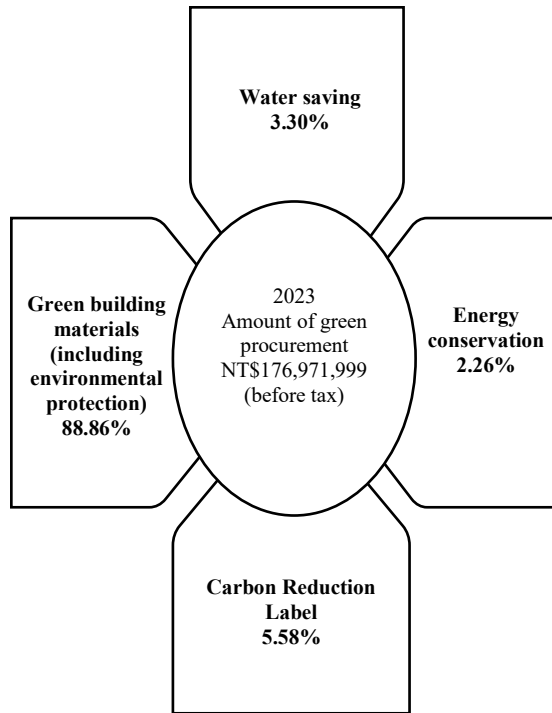 Water saving
3.30%
Green building
materials
(including
environmental
protection)
88.86%
2023
Amount of green
procurement
NT$176,971,999
(before tax)
Energy
conservation
2.26%
Carbon Reduction
Label
5.58%